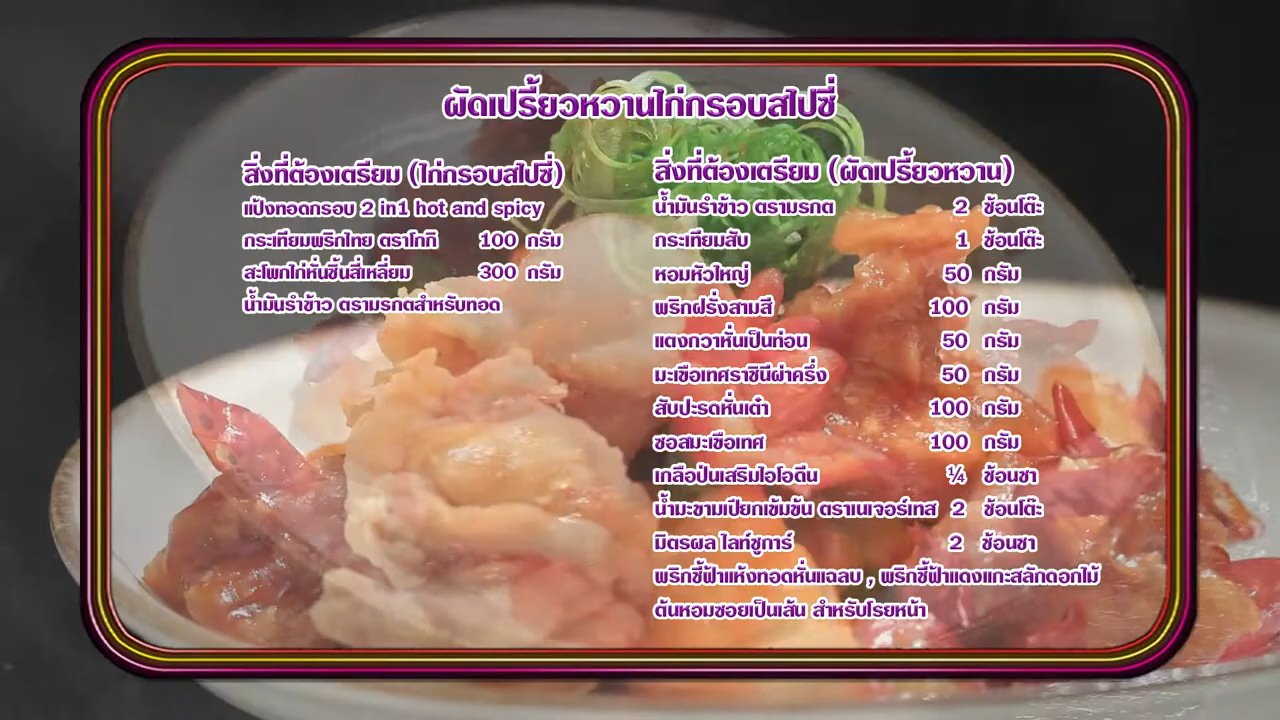 ผัดเปรี้ยวหวานไก่กรอบสไปซี่
สิ่งที่ต้องเตรียม (ไก่กรอบสไปซี่)
แป้งทอดกรอบ 2 in1 hot and spicy
กระเทียมพริกไทย ตราโกกิ 100 กรัม
สะโพกไก่หั่นชิ้นสี่เหลี่ยม 300 กรัม
น้ำมันรำข้าว ตรามรกตสำหรับทอด
สิ่งที่ต้องเตรียม (ผัดเปรี้ยวหวาน)
น้ำมันรำข้าว ตรามรกต 2 ช้อนโต๊ะ
กระเทียมสับ 1 ช้อนโต๊ะ
หอมหัวใหญ่ 50 กรัม
พริกฝรั่งสามสี 100 กรัม
แตงกวาหั่นเป็นท่อน 50 กรัม
มะเขือเทศราชินีผ่าครึ่ง 50 กรัม
สับปะรดหั่นเต๋า 100 กรัม
ซอสมะเขือเทศ 100 กรัม
เกลือป่นเสริมไอโอดีน ¼ ช้อนชา
น้ำมะขามเปียกเข้มข้น ตราเนเจอร์เทส 2 ช้อนโต๊ะ
มิตรผล ไลท์ชูการ์ 2 ช้อนชา
พริกชี้ฟ้าแห้งทอดหั่นแฉลบ , พริกชี้ฟ้าแดงแกะสลักดอกไม้
ต้นหอมซอยเป็นเส้น สำหรับโรยหน้า